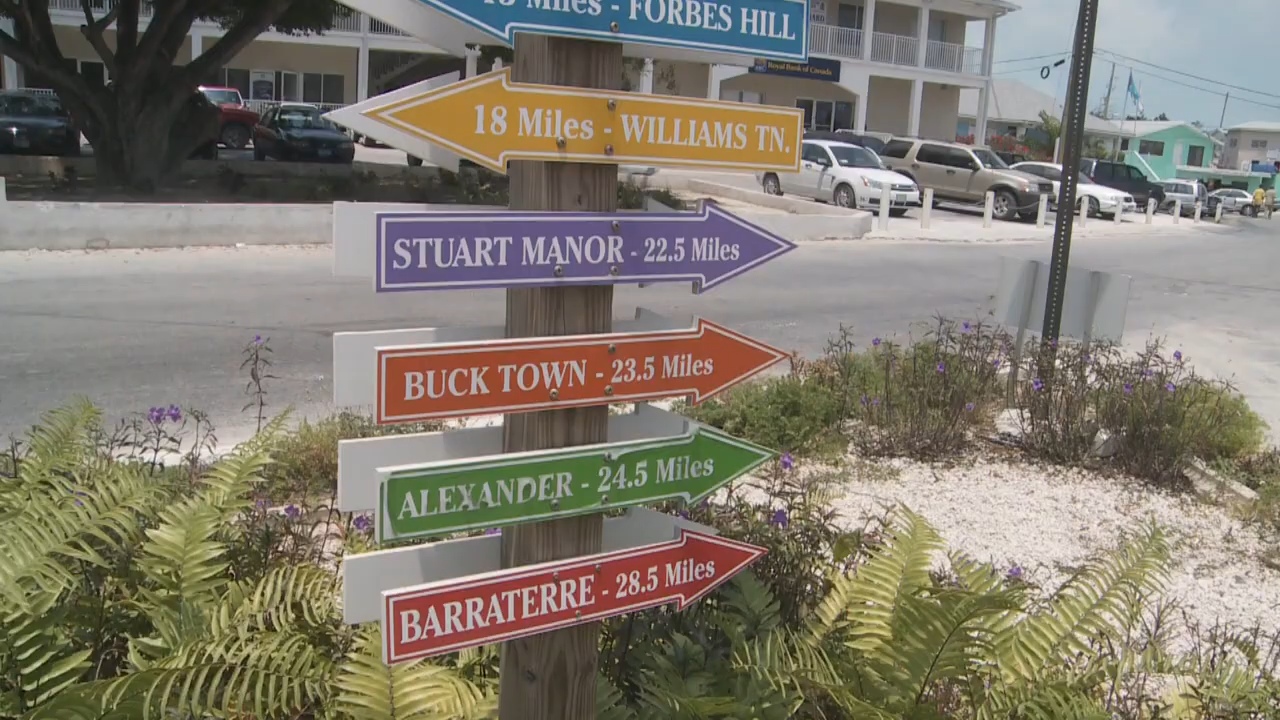 Miles - FORBES HILL
18 Miles - WILLIAMS TN.
STUART MANOR - 22.5 Miles
BUCK TOWN - 23.5 Miles
ALEXANDER - 24.5 Miles
BARRATERRE - 28.5 Miles
Royal Bank of Canada